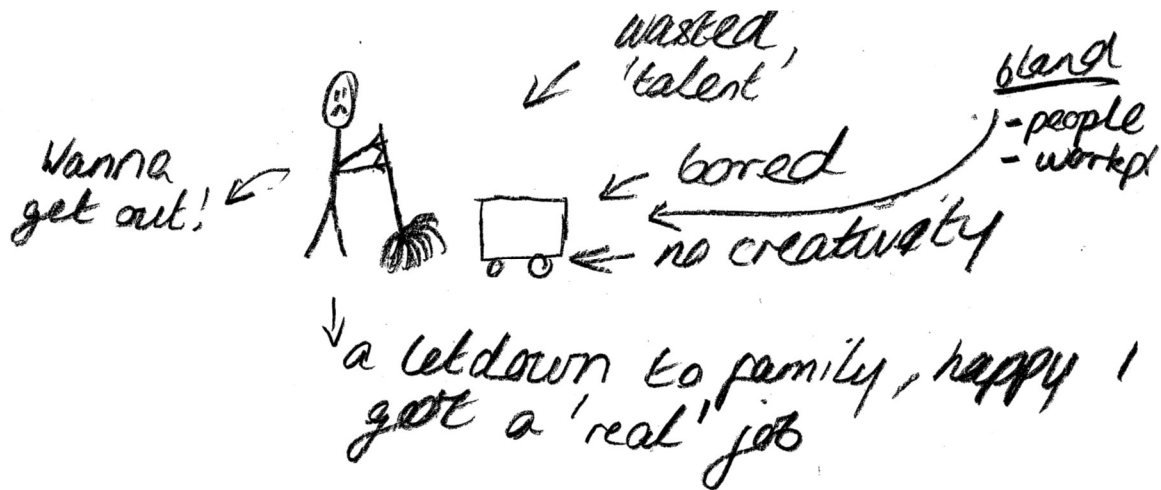 wasted,
'talent'
bland
- people
- workpl
bored
Wanna
get out!
no creativity
a letdown to family, happy I
got a 'real' job